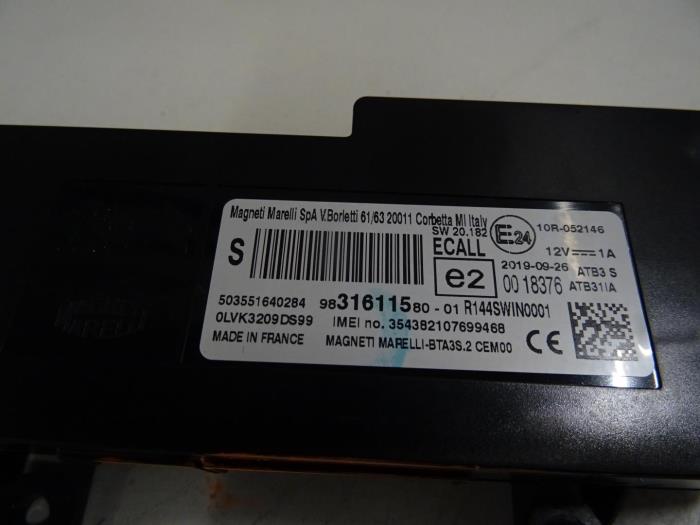 Magneti Marelli SpA V.Borletti 61/63 20011 Corbetta MI Italy
SW 20.182
E24
10R-052146
S
ECALL
12V 1A
2019-09-26 ATB3 S
e2
00 18376 ATB31IA
503551640284
9831611580-01 R144SWIN0001
0LVK3209DS99
IMEI no. 354382107699468
MADE IN FRANCE
MAGNETI MARELLI-BTA3S.2 CEM00
CE
MARELLI